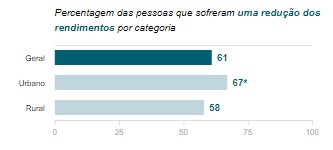 Percentagem das pessoas que sofreram uma redução dos
rendimentos por categoria
Geral 61
Urbano 67*
Rural 58
0 25 50 75 100